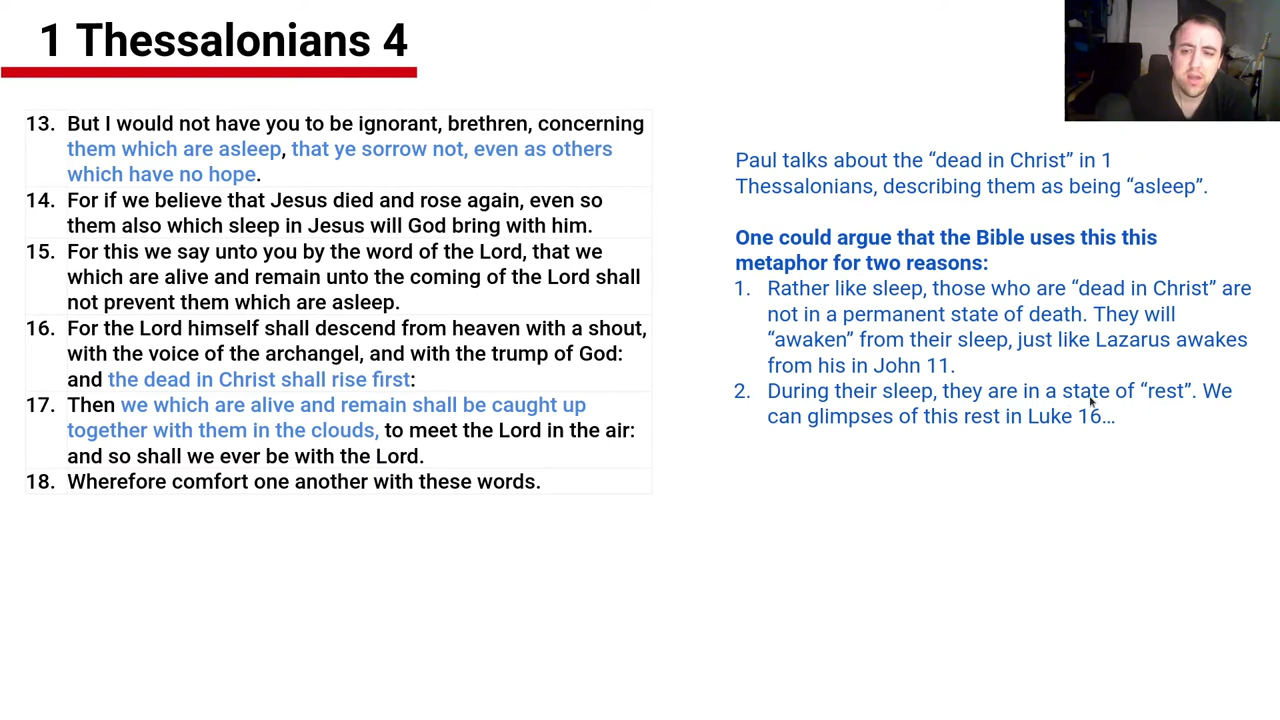 1 Thessalonians 4
13. But I would not have you to be ignorant, brethren, concerning
them which are asleep, that ye sorrow not, even as others
which have no hope.
14. For if we believe that Jesus died and rose again, even so
them also which sleep in Jesus will God bring with him.
15. For this we say unto you by the word of the Lord, that we
which are alive and remain unto the coming of the Lord shall
not prevent them which are asleep.
16. For the Lord himself shall descend from heaven with a shout,
with the voice of the archangel, and with the trump of God:
and the dead in Christ shall rise first:
17. Then we which are alive and remain shall be caught up
together with them in the clouds, to meet the Lord in the air:
and so shall we ever be with the Lord.
18. Wherefore comfort one another with these words.
Paul talks about the “dead in Christ” in 1
Thessalonians, describing them as being “asleep”.
One could argue that the Bible uses this this
metaphor for two reasons:
1. Rather like sleep, those who are “dead in Christ” are
not in a permanent state of death. They will
“awaken” from their sleep, just like Lazarus awakes
from his in John 11.
2. During their sleep, they are in a state of “rest”. We
can glimpses of this rest in Luke 16…